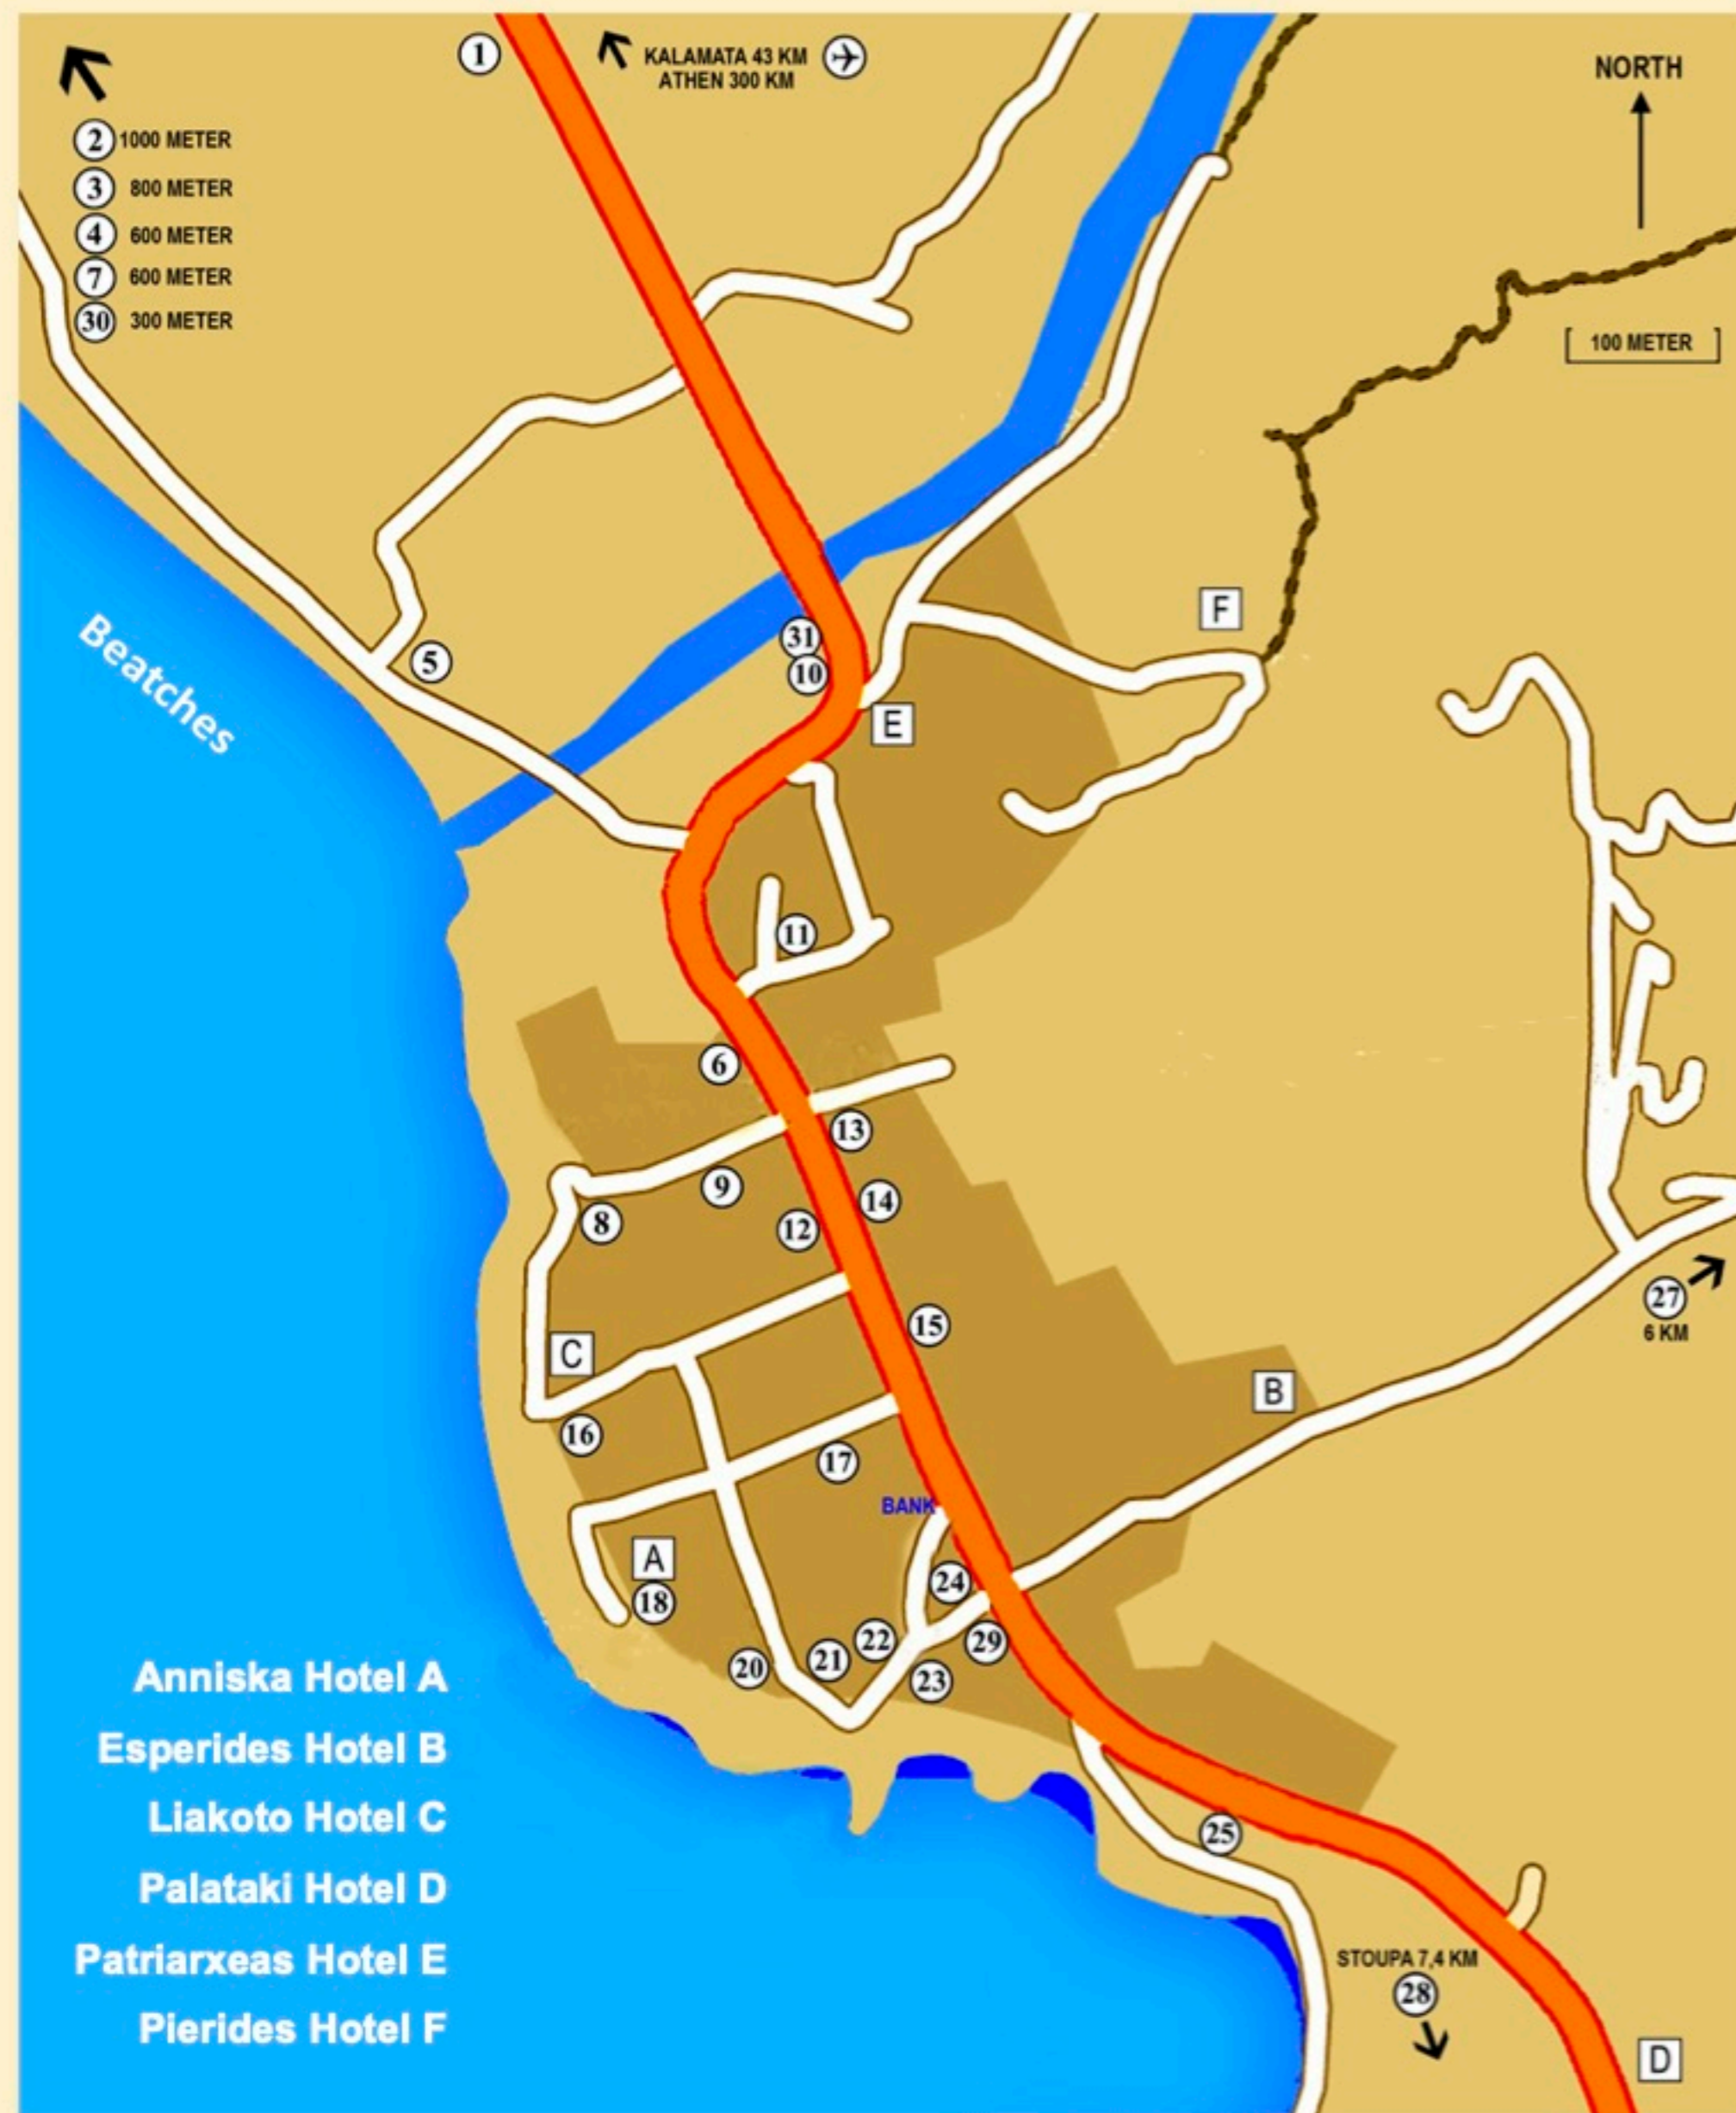 1
KALAMATA 43 KM
ATHEN 300 KM
NORTH
2 1000 METER
3 800 METER
4 600 METER
7 600 METER
30 300 METER
100 METER
F
Beatches
5
31
10
E
11
6
13
9
14
8
12
15
C
27
6 KM
B
16
17
BANK
A
18
24
22
29
21
20
23
Anniska Hotel A
Esperides Hotel B
Liakoto Hotel C
Palataki Hotel D
Patriarxeas Hotel E
Pierides Hotel F
25
STOUPA 7,4 KM
28
D